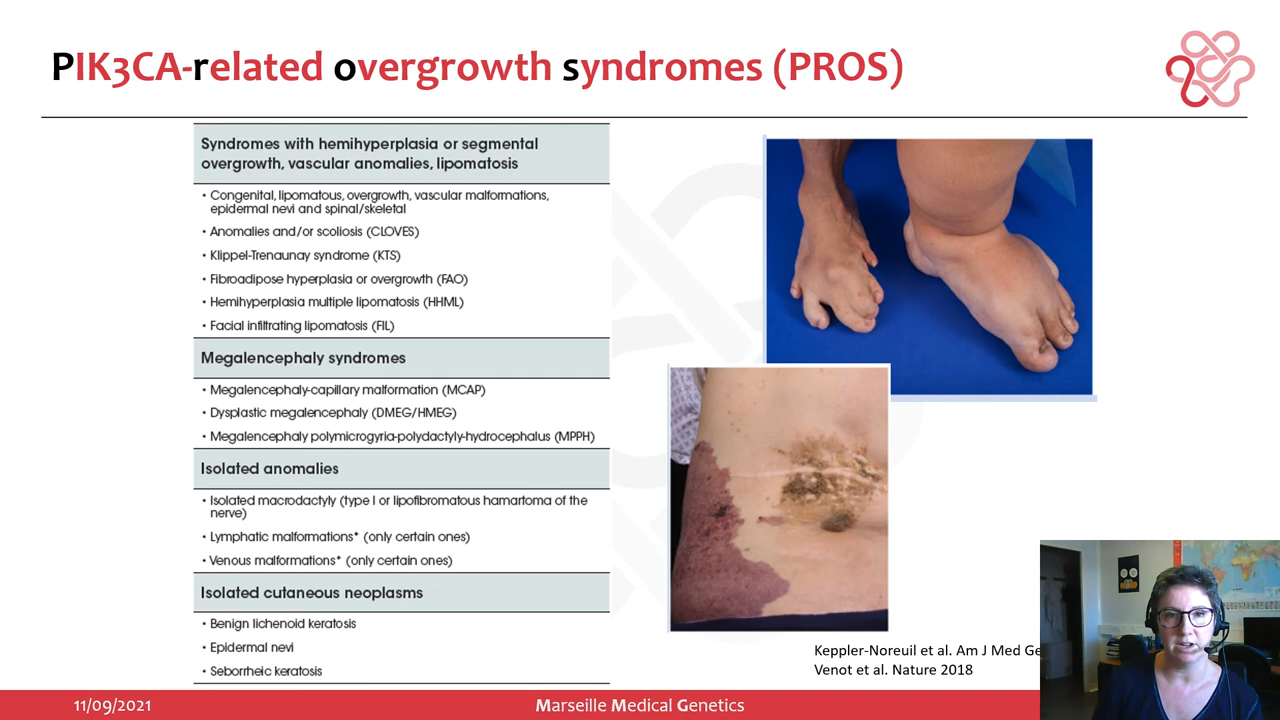 PIK3CA-related overgrowth syndromes (PROS)
Syndromes with hemihyperplasia or segmental
overgrowth, vascular anomalies, lipomatosis
• Congenital, lipomatous, overgrowth, vascular malformations,
epidermal nevi and spinal/skeletal
• Anomalies and/or scoliosis (CLOVES)
• Klippel-Trenaunay syndrome (KTS)
• Fibroadipose hyperplasia or overgrowth (FAO)
• Hemihyperplasia multiple lipomatosis (HHML)
• Facial infiltrating lipomatosis (FIL)
Megalencephaly syndromes
• Megalencephaly-capillary malformation (MCAP)
• Dysplastic megalencephaly (DMEG/HMEG)
• Megalencephaly polymicrogyria-polydactyly-hydrocephalus (MPPH)
Isolated anomalies
• Isolated macrodactyly (type I or lipofibromatous hamartoma of the
nerve)
• Lymphatic malformations* (only certain ones)
• Venous malformations* (only certain ones)
Isolated cutaneous neoplasms
• Benign lichenoid keratosis
• Epidermal nevi
• Seborrheic keratosis
Keppler-Noreuil et al. Am J Med Ge
Venot et al. Nature 2018
11/09/2021
Marseille Medical Genetics